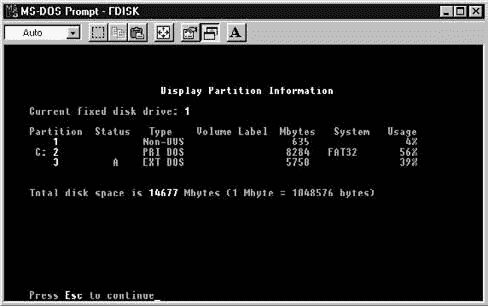 MS-DOS Prompt - FDISK
Auto
A
Display Partition Information
Current fixed disk drive: 1
Partition Status Type Volume Label Mbytes System Usage
1 Non-DOS 635 4%
C: 2 PRI DOS 8284 FAT32 56%
3 A EXT DOS 5758 39%
Total disk space is 14677 Mbytes (1 Mbyte = 1048576 bytes)
Press Esc to continue_